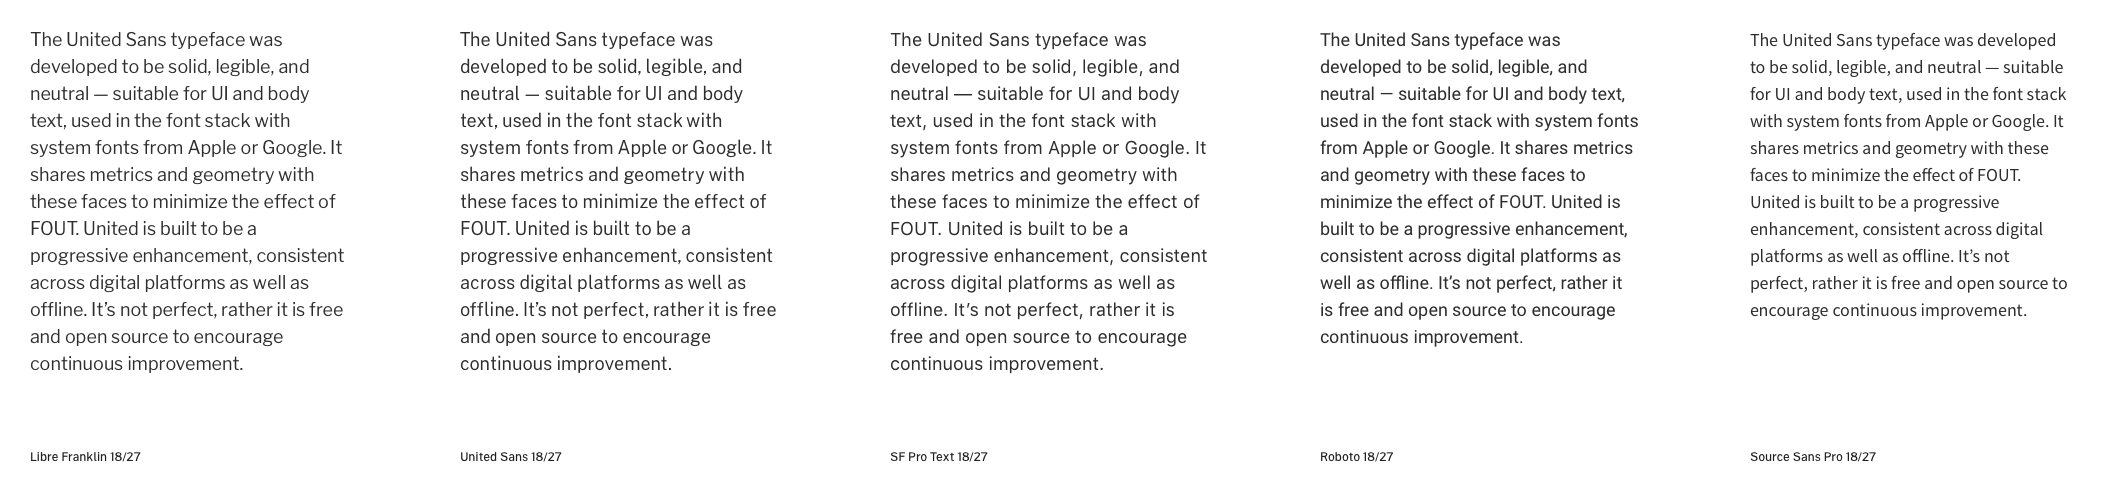 The United Sans typeface was
developed to be solid, legible, and
neutral — suitable for UI and body
text, used in the font stack with
system fonts from Apple or Google. It
shares metrics and geometry with
these faces to minimize the effect of
FOUT. United is built to be a
progressive enhancement, consistent
across digital platforms as well as
offline. It’s not perfect, rather it is free
and open source to encourage
continuous improvement.
Libre Franklin 18/27
The United Sans typeface was
developed to be solid, legible, and
neutral — suitable for UI and body
text, used in the font stack with
system fonts from Apple or Google. It
shares metrics and geometry with
these faces to minimize the effect of
FOUT. United is built to be a
progressive enhancement, consistent
across digital platforms as well as
offline. It’s not perfect, rather it is free
and open source to encourage
continuous improvement.
United Sans 18/27
The United Sans typeface was
developed to be solid, legible, and
neutral — suitable for UI and body
text, used in the font stack with
system fonts from Apple or Google. It
shares metrics and geometry with
these faces to minimize the effect of
FOUT. United is built to be a
progressive enhancement, consistent
across digital platforms as well as
offline. It’s not perfect, rather it is
free and open source to encourage
continuous improvement.
SF Pro Text 18/27
The United Sans typeface was
developed to be solid, legible, and
neutral — suitable for UI and body text,
used in the font stack with system fonts
from Apple or Google. It shares metrics
and geometry with these faces to
minimize the effect of FOUT. United is
built to be a progressive enhancement,
consistent across digital platforms as
well as offline. It’s not perfect, rather it
is free and open source to encourage
continuous improvement.
Roboto 18/27
The United Sans typeface was developed
to be solid, legible, and neutral — suitable
for UI and body text, used in the font stack
with system fonts from Apple or Google. It
shares metrics and geometry with these
faces to minimize the effect of FOUT.
United is built to be a progressive
enhancement, consistent across digital
platforms as well as offline. It’s not
perfect, rather it is free and open source to
encourage continuous improvement.
Source Sans Pro 18/27